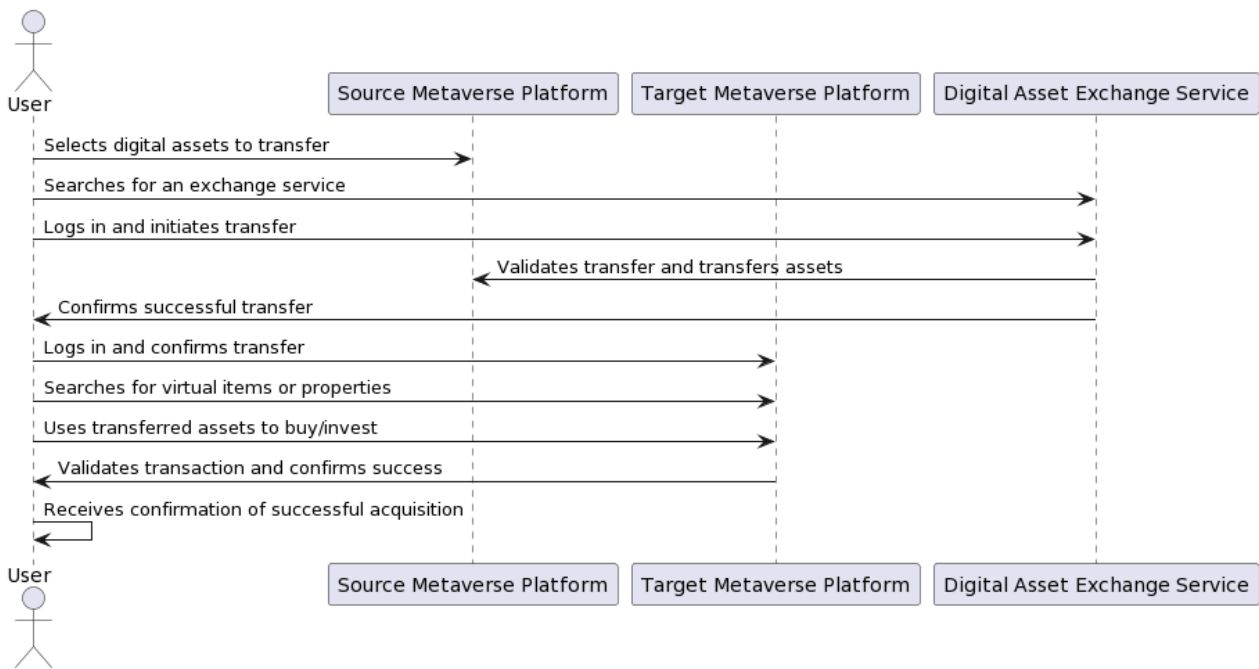 User
Source Metaverse Platform
Target Metaverse Platform
Digital Asset Exchange Service
Selects digital assets to transfer
Searches for an exchange service
Logs in and initiates transfer
Validates transfer and transfers assets
Confirms successful transfer
Logs in and confirms transfer
Searches for virtual items or properties
Uses transferred assets to buy/invest
Validates transaction and confirms success
Receives confirmation of successful acquisition
User
Source Metaverse Platform
Target Metaverse Platform
Digital Asset Exchange Service